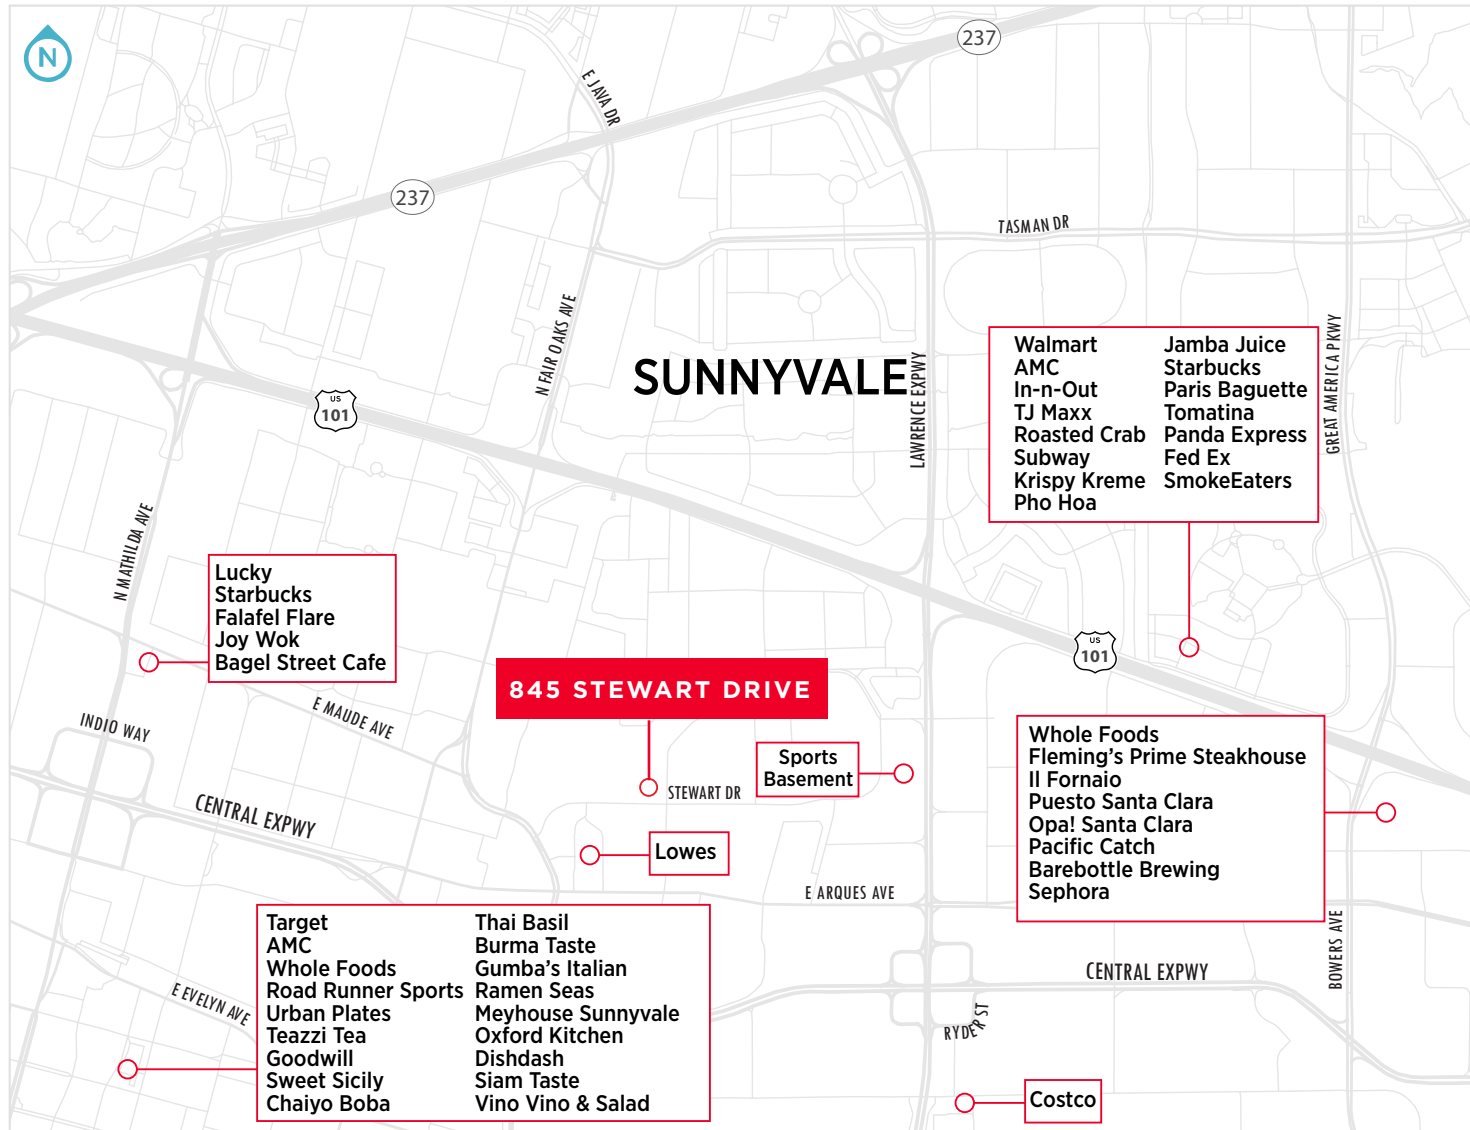 N
237
E JAVA DR
237
TASMAN DR
N FAIR OAKS AVE
SUNNYVALE
LAWRENCE EXPWY
GREAT AMERICA PKWY
US
101
Walmart
AMC
In-n-Out
TJ Maxx
Roasted Crab
Subway
Krispy Kreme
Pho Hoa
Jamba Juice
Starbucks
Paris Baguette
Tomatina
Panda Express
Fed Ex
SmokeEaters
N MATHILDA AVE
Lucky
Starbucks
Falafel Flare
Joy Wok
Bagel Street Cafe
US
101
845 STEWART DRIVE
E MAUDE AVE
INDIO WAY
Sports
Basement
STEWART DR
Whole Foods
Fleming's Prime Steakhouse
Il Fornaio
Puesto Santa Clara
Opa! Santa Clara
Pacific Catch
Barebottle Brewing
Sephora
CENTRAL EXPWY
Lowes
E ARQUES AVE
BOWERS AVE
Target
AMC
Whole Foods
Road Runner Sports
Urban Plates
Teazzi Tea
Goodwill
Sweet Sicily
Chaiyo Boba
Thai Basil
Burma Taste
Gumba's Italian
Ramen Seas
Meyhouse Sunnyvale
Oxford Kitchen
Dishdash
Siam Taste
Vino Vino & Salad
E EVELYN AVE
CENTRAL EXPWY
RYDER ST
Costco